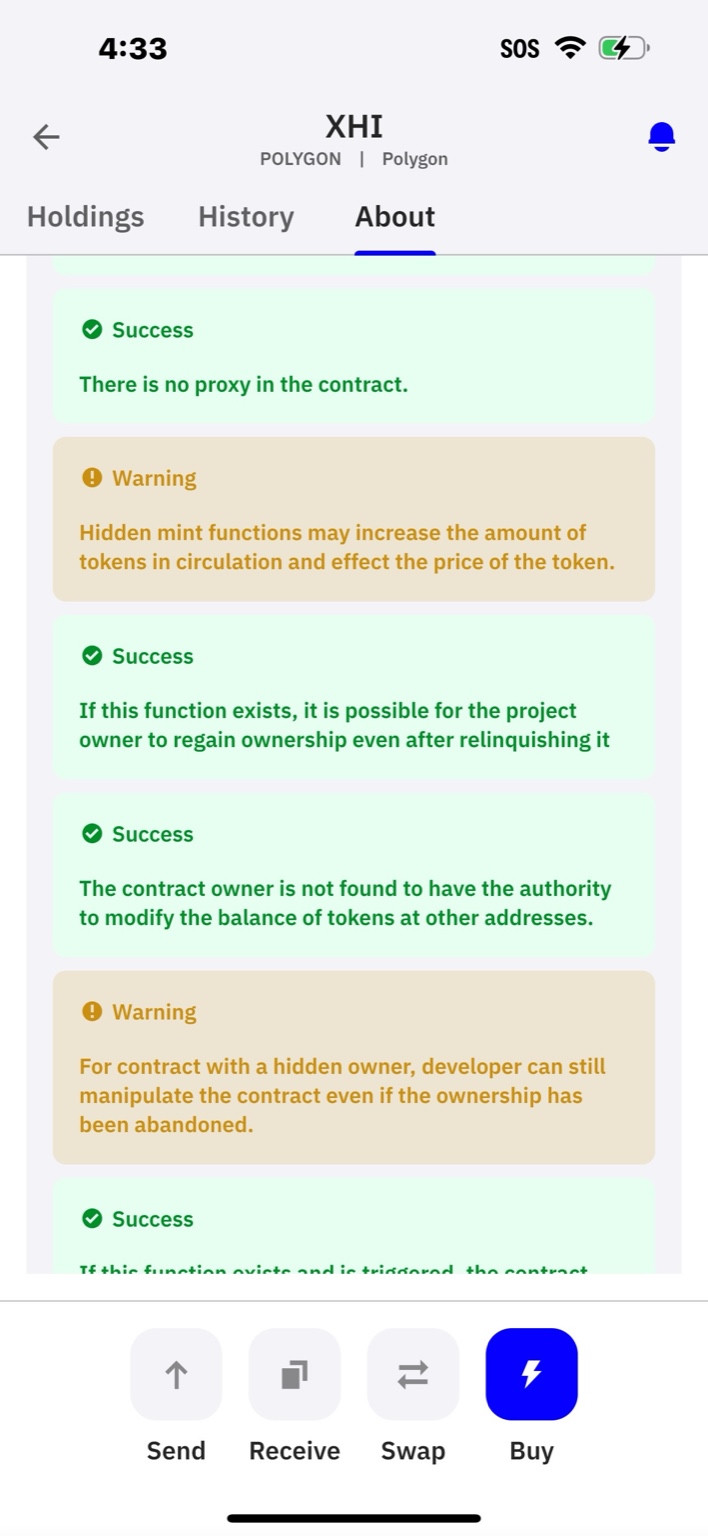 4:33
SOS
XHI
POLYGON | Polygon
Holdings
History
About
Success
There is no proxy in the contract.
Warning
Hidden mint functions may increase the amount of
tokens in circulation and effect the price of the token.
Success
If this function exists, it is possible for the project
owner to regain ownership even after relinquishing it
Success
The contract owner is not found to have the authority
to modify the balance of tokens at other addresses.
Warning
For contract with a hidden owner, developer can still
manipulate the contract even if the ownership has
been abandoned.
Success
If this function exists and is triggered, the contract
Send
Receive
Swap
Buy